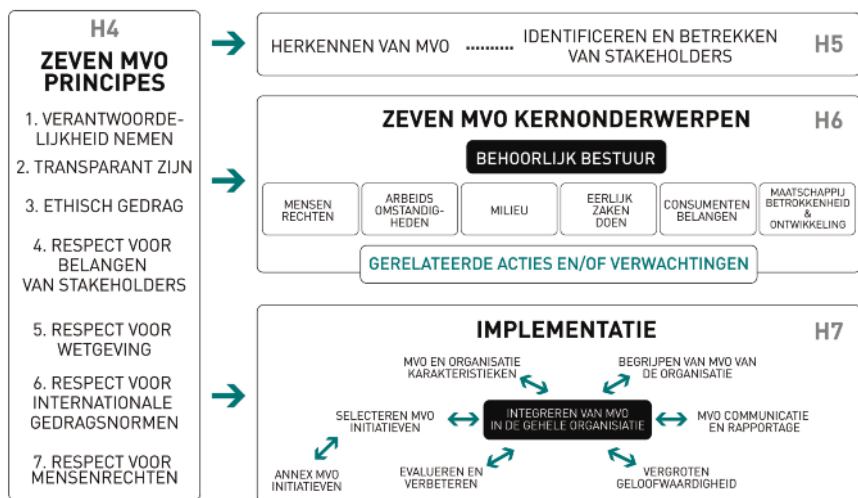 H4
ZEVEN MVO
PRINCIPES
1. VERANTWOORDE-
LIJKHEID NEMEN
2. TRANSPARANT ZIJN
3. ETHISCH GEDRAG
4. RESPECT VOOR
BELANGEN
VAN STAKEHOLDERS
5. RESPECT VOOR
WETGEVING
6. RESPECT VOOR
INTERNATIONALE
GEDRAGSNORMEN
7. RESPECT VOOR
MENSENRECHTEN
H5
HERKENNEN VAN MVO .......... IDENTIFICEREN EN BETREKKEN
VAN STAKEHOLDERS
ZEVEN MVO KERNONDERWERPEN
H6
BEHOORLIJK BESTUUR
MENSEN
RECHTEN
ARBEIDS
OMSTANDIG-
HEDEN
MILIEU
EERLIJK
ZAKEN
DOEN
CONSUMENTEN
BELANGEN
MAATSCHAPPIJ
BETROKKENHEID
&
ONTWIKKELING
GERELATEERDE ACTIES EN/OF VERWACHTINGEN
IMPLEMENTATIE
H7
MVO EN ORGANISATIE
KARAKTERISTIEKEN
BEGRIJPEN VAN MVO VAN
DE ORGANISATIE
SELECTEREN MVO
INITIATIEVEN
INTEGREREN VAN MVO
IN DE GEHELE ORGANISIATIE
MVO COMMUNICATIE
EN RAPPORTAGE
ANNEX MVO
INITIATIEVEN
EVALUEREN EN
VERBETEREN
VERGROTEN
GELOOFWAARDIGHEID